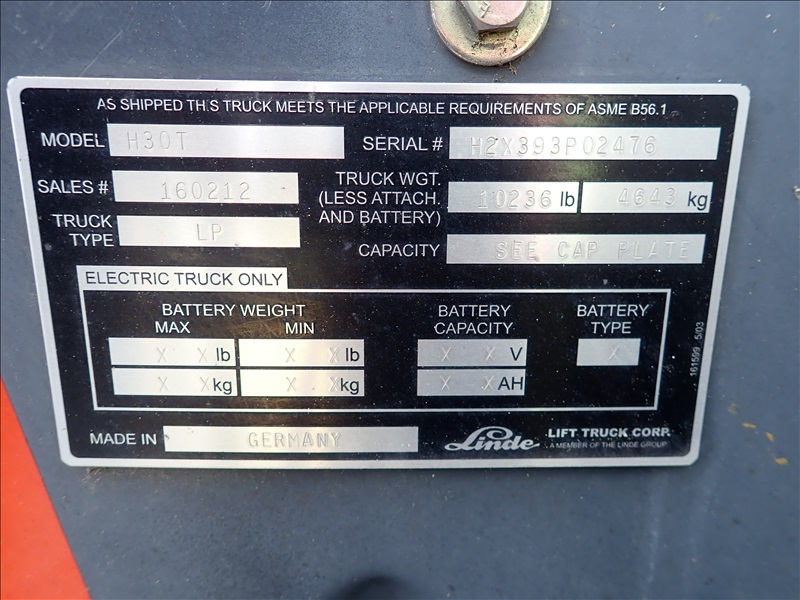 AS SHIPPED THIS TRUCK MEETS THE APPLICABLE REQUIREMENTS OF ASME B56.1
MODEL H30T SERIAL # H2X393P02476
SALES # 160212 TRUCK WGT. (LESS ATTACH. AND BATTERY) 10236 lb 4643 kg
TRUCK TYPE LP
CAPACITY SEE CAP PLATE
ELECTRIC TRUCK ONLY
BATTERY WEIGHT BATTERY CAPACITY BATTERY TYPE
MAX MIN
X X lb X X lb X X V X
X X kg X X kg X X AH
161599 5/03
MADE IN GERMANY Linde LIFT TRUCK CORP.
A MEMBER OF THE LINDE GROUP